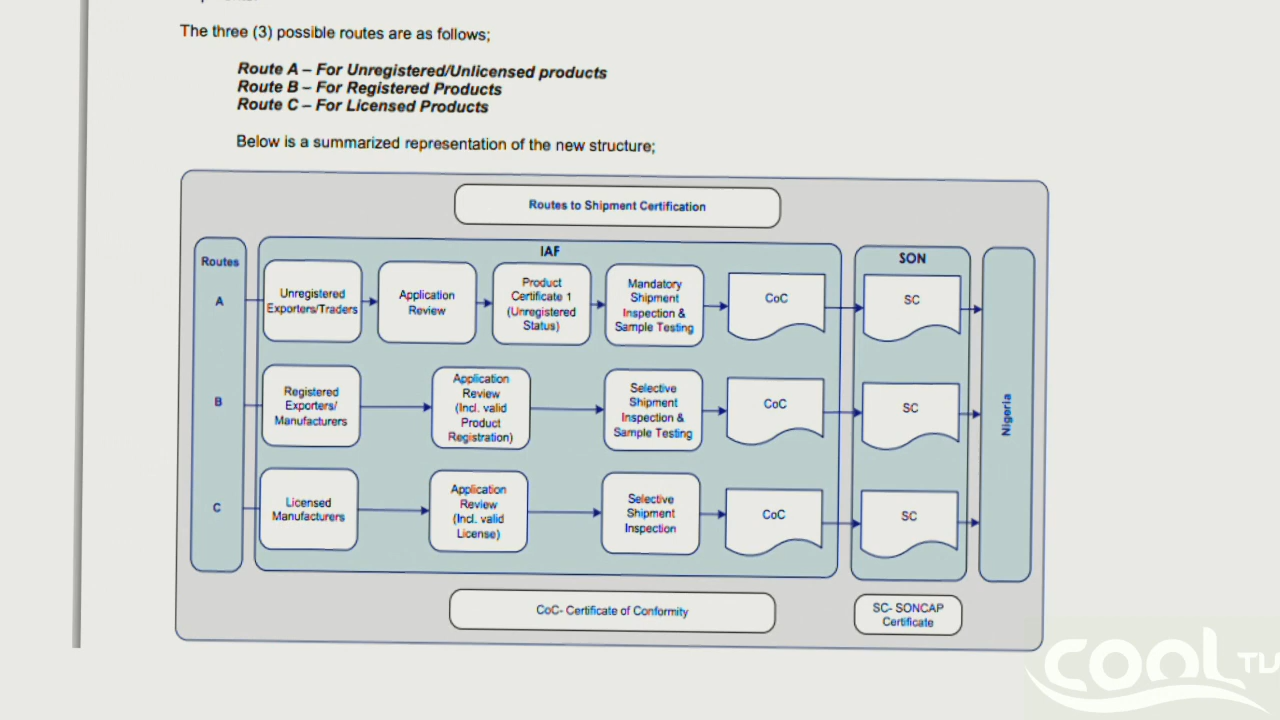 The three (3) possible routes are as follows;
Route A – For Unregistered/Unlicensed products
Route B – For Registered Products
Route C – For Licensed Products
Below is a summarized representation of the new structure;
Routes to Shipment Certification
Routes
IAF
SON
A
Unregistered
Exporters/Traders
Application
Review
Product
Certificate 1
(Unregistered
Status)
Mandatory
Shipment
Inspection &
Sample Testing
CoC
SC
B
Registered
Exporters/
Manufacturers
Application
Review
(Incl. valid
Product
Registration)
Selective
Shipment
Inspection &
Sample Testing
CoC
SC
Nigeria
C
Licensed
Manufacturers
Application
Review
(Incl. valid
License)
Selective
Shipment
Inspection
CoC
SC
CoC- Certificate of Conformity
SC- SONCAP
Certificate
COOL TV